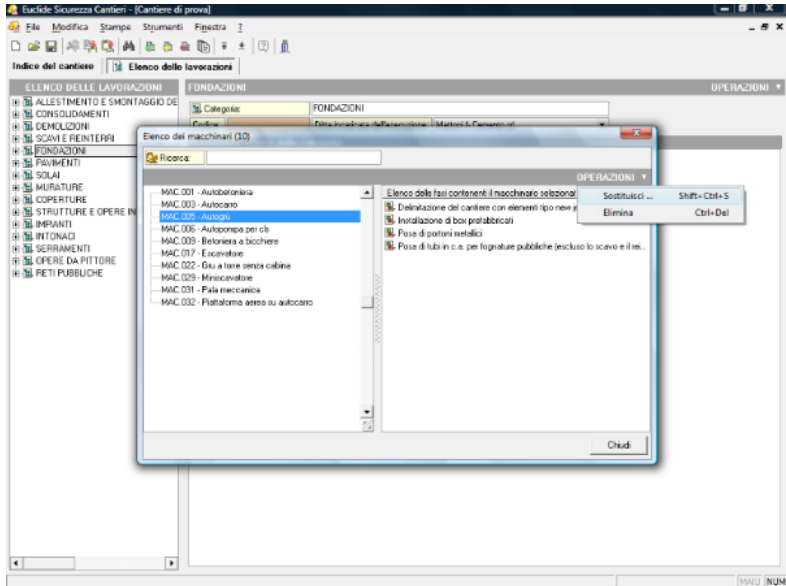 Euclide Sicurezza Cantieri - [Cantiere di prova]
File Modifica Stampe Strumenti Finestra ?
Indice del cantiere Elenco delle lavorazioni
ELENCO DELLE LAVORAZIONI
ALLESTIMENTO E SMONTAGGIO DE
CONSOLIDAMENTI
DEMOLIZIONI
SCAVI E REINTERRI
FONDAZIONI
PAVIMENTI
SOLAI
MURATURE
COPERTURE
STRUTTURE E OPERE IN
IMPIANTI
INTONACI
SERRAMENTI
OPERE DA PITTORE
RETI PUBBLICHE
FONDAZIONI OPERAZIONI
Categoria: FONDAZIONI
Codice Ditta incaricata dell'esecuzione: Mattoni & Cemento srl
Elenco dei macchinari (10)
Ricerca:
OPERAZIONI
MAC.001 - Autobetoniera
MAC.003 - Autocarro
MAC.005 - Autogrù
MAC.006 - Autopompa per cls
MAC.009 - Betoniera a bicchiere
MAC.017 - Escavatore
MAC.022 - Gru a torre senza cabina
MAC.029 - Miniscavatore
MAC.031 - Pala meccanica
MAC.032 - Piattaforma aerea su autocarro
Elenco delle fasi contenenti il macchinario selezionat
Delimitazione del cantiere con elementi tipo new j
Installazione di box prefabbricati
Posa di portoni metallici
Posa di tubi in c.a. per fognature pubbliche (escluso lo scavo e il rei...
Sostituisci ... Shift+Ctrl+S
Elimina Ctrl+Del
Chiudi
MAIU NUM